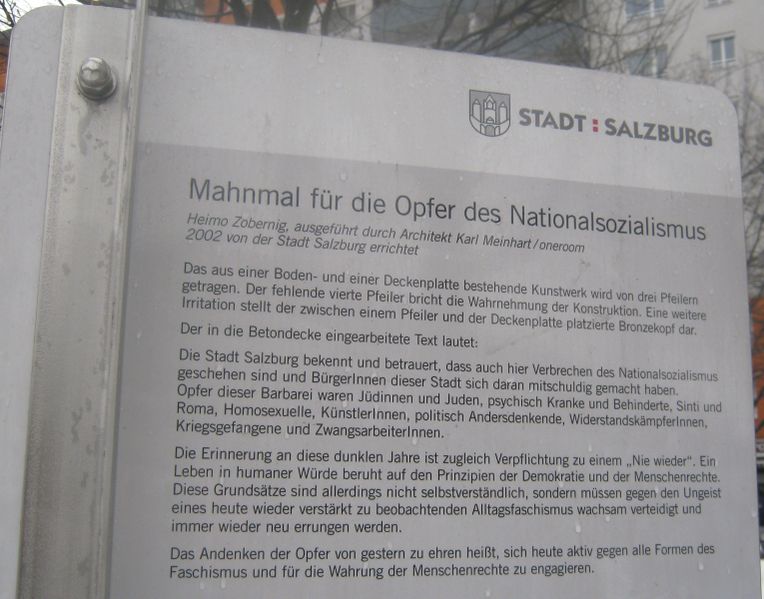 STADT : SALZBURG
Mahnmal für die Opfer des Nationalsozialismus
Heimo Zobernig, ausgeführt durch Architekt Karl Meinhart/oneroom
2002 von der Stadt Salzburg errichtet
Das aus einer Boden- und einer Deckenplatte bestehende Kunstwerk wird von drei Pfeilern
getragen. Der fehlende vierte Pfeiler bricht die Wahrnehmung der Konstruktion. Eine weitere
Irritation stellt der zwischen einem Pfeiler und der Deckenplatte platzierte Bronzekopf dar.
Der in die Betondecke eingearbeitete Text lautet:
Die Stadt Salzburg bekennt und betrauert, dass auch hier Verbrechen des Nationalsozialismus
geschehen sind und BürgerInnen dieser Stadt sich daran mitschuldig gemacht haben.
Opfer dieser Barbarei waren Jüdinnen und Juden, psychisch Kranke und Behinderte, Sinti und
Roma, Homosexuelle, KünstlerInnen, politisch Andersdenkende, WiderstandskämpferInnen,
Kriegsgefangene und ZwangsarbeiterInnen.
Die Erinnerung an diese dunklen Jahre ist zugleich Verpflichtung zu einem „Nie wieder“. Ein
Leben in humaner Würde beruht auf den Prinzipien der Demokratie und der Menschenrechte.
Diese Grundsätze sind allerdings nicht selbstverständlich, sondern müssen gegen den Ungeist
eines heute wieder verstärkt zu beobachtenden Alltagsfaschismus wachsam verteidigt und
immer wieder neu errungen werden.
Das Andenken der Opfer von gestern zu ehren heißt, sich heute aktiv gegen alle Formen des
Faschismus und für die Wahrung der Menschenrechte zu engagieren.